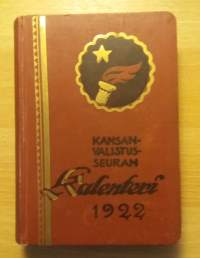 KANSAN-
VALISTUS-
SEURAN
Kalenteri
1922